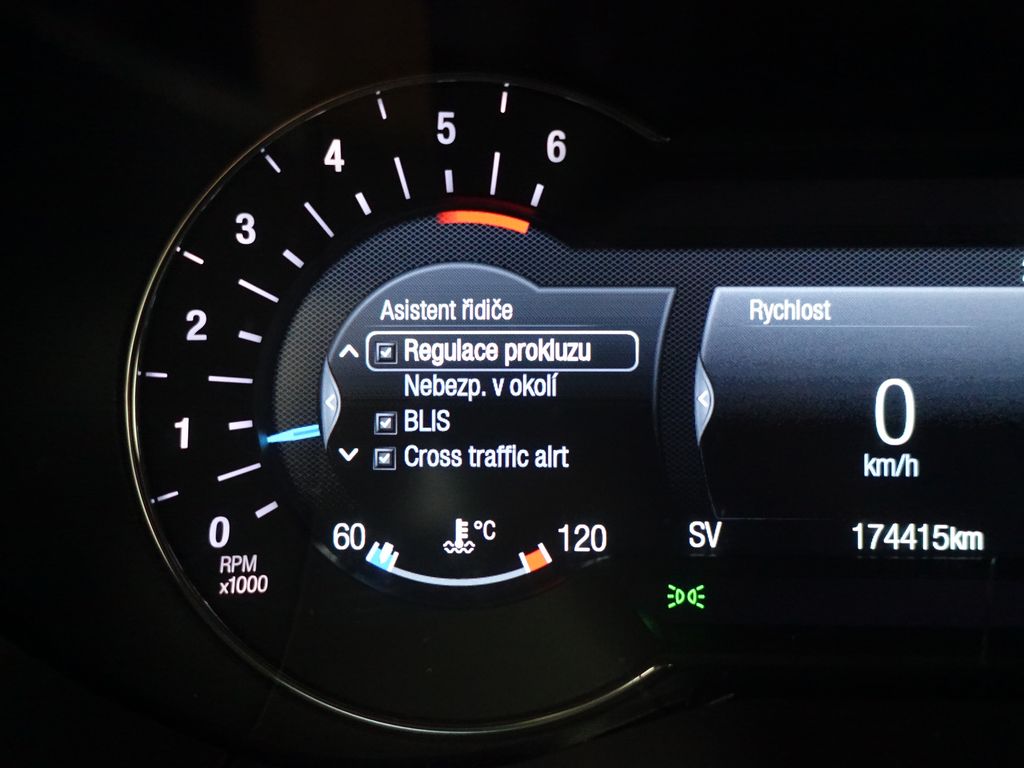 6
5
4
3
2
1
0
RPM
x1000
Asistent řidiče
Regulace prokluzu
Nebezp. v okolí
BLIS
Cross traffic alrt
60
°C
120
Rychlost
0
km/h
SV
174415km